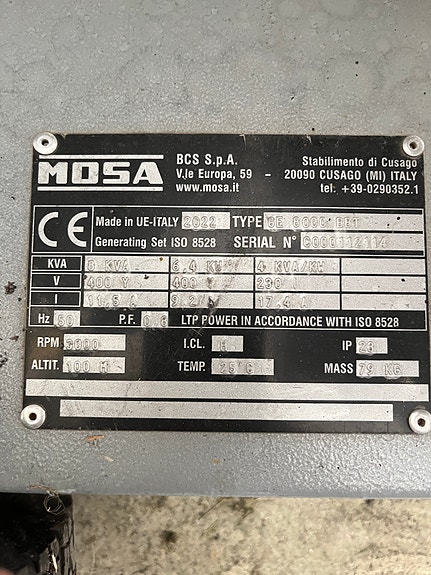 MOSA
BCS S.p.A.
V.le Europa, 59 - 20090 CUSAGO (MI) ITALY
www.mosa.it
Stabilimento di Cusago
tel. +39-0290352.1
CE
Made in UE-ITALY 2022 TYPE GE 8000
Generating Set ISO 8528 SERIAL N°
KVA 8 KVA 6,4 KW 4 KVA/KW
V 400 Y 400 Y 230
I 11,5 A 9,2 17,4 A
Hz 50 P.F. 0,8 LTP POWER IN ACCORDANCE WITH ISO 8528
RPM 3000 I.CL. H IP 23
ALTIT. 100 M TEMP. 25°C MASS 79 KG